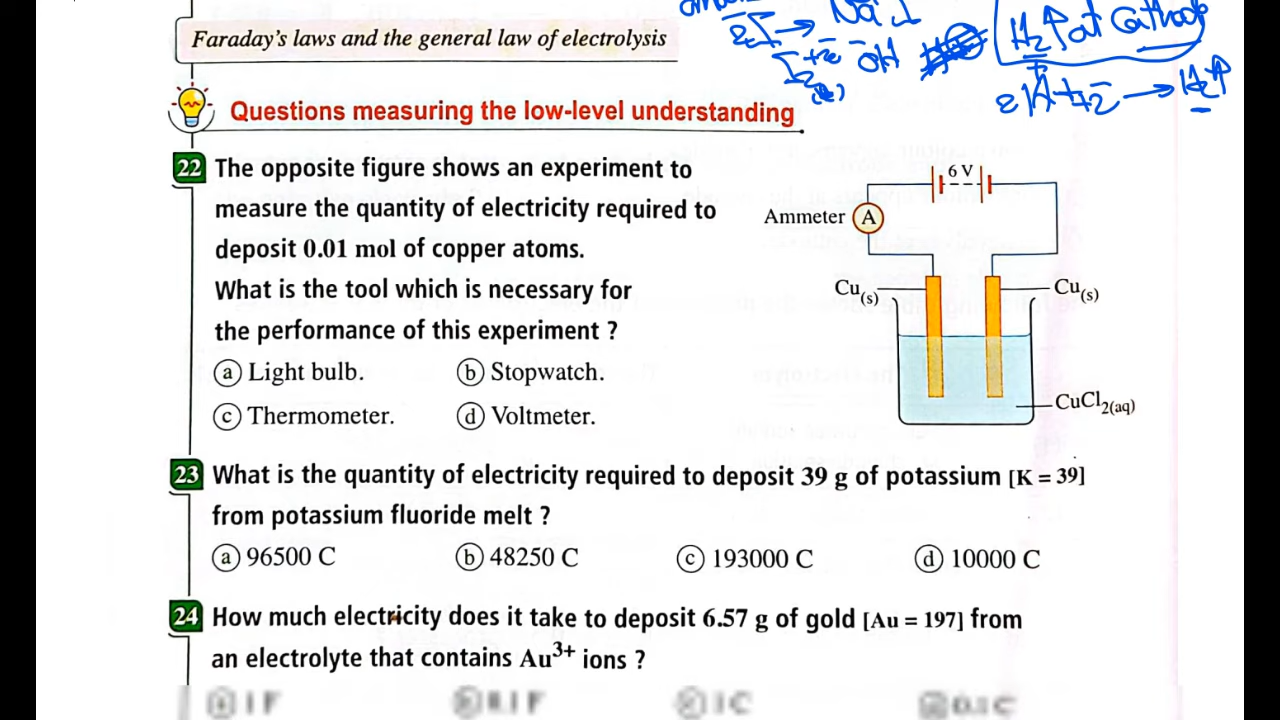 Faraday's laws and the general law of electrolysis
H₂ at Cathode
Questions measuring the low-level understanding
22 The opposite figure shows an experiment to
measure the quantity of electricity required to
deposit 0.01 mol of copper atoms.
What is the tool which is necessary for
the performance of this experiment ?
ⓐ Light bulb. ⓑ Stopwatch.
ⓒ Thermometer. ⓓ Voltmeter.
6 V
Ammeter A
Cu(s) Cu(s)
CuCl₂(aq)
23 What is the quantity of electricity required to deposit 39 g of potassium [K = 39]
from potassium fluoride melt ?
ⓐ 96500 C ⓑ 48250 C ⓒ 193000 C ⓓ 10000 C
24 How much electricity does it take to deposit 6.57 g of gold [Au = 197] from
an electrolyte that contains Au³⁺ ions ?